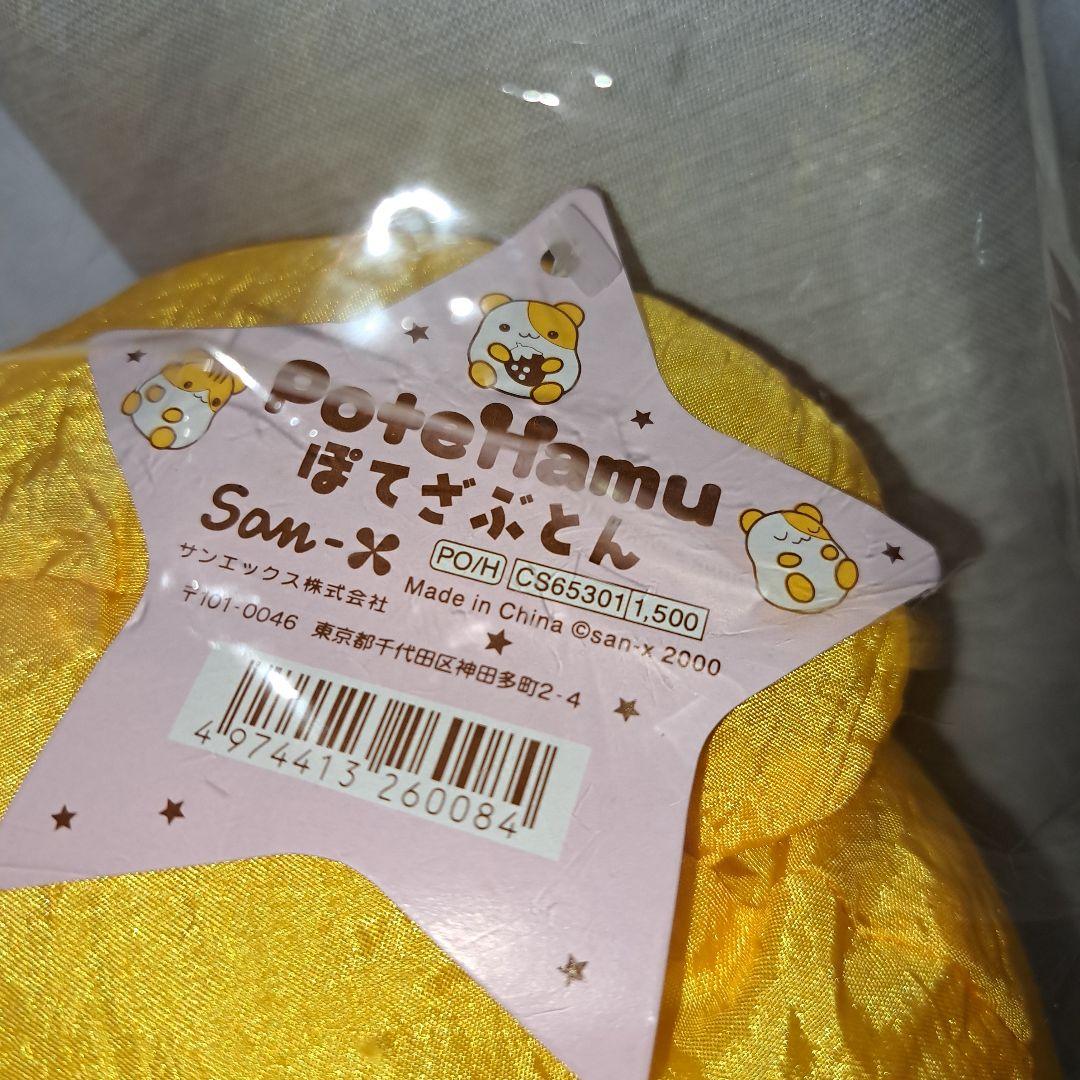 PoteHamu
ぽてざぶとん
San-x
PO/H CS65301 1,500
サンエックス株式会社
Made in China ©san-x 2000
〒101-0046 東京都千代田区神田多町2-4
4 974413 260084